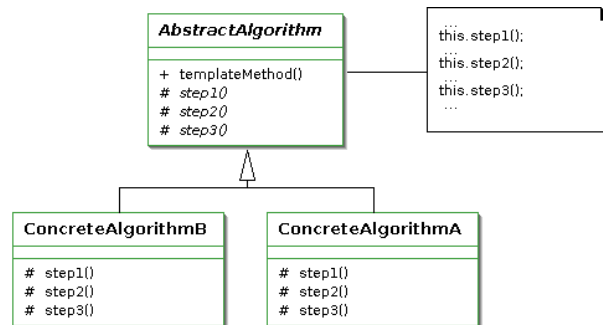 AbstractAlgorithm
+ templateMethod()
# step1()
# step2()
# step3()
...
this.step1();
...
this.step2();
...
this.step3();
...
ConcreteAlgorithmB
# step1()
# step2()
# step3()
ConcreteAlgorithmA
# step1()
# step2()
# step3()